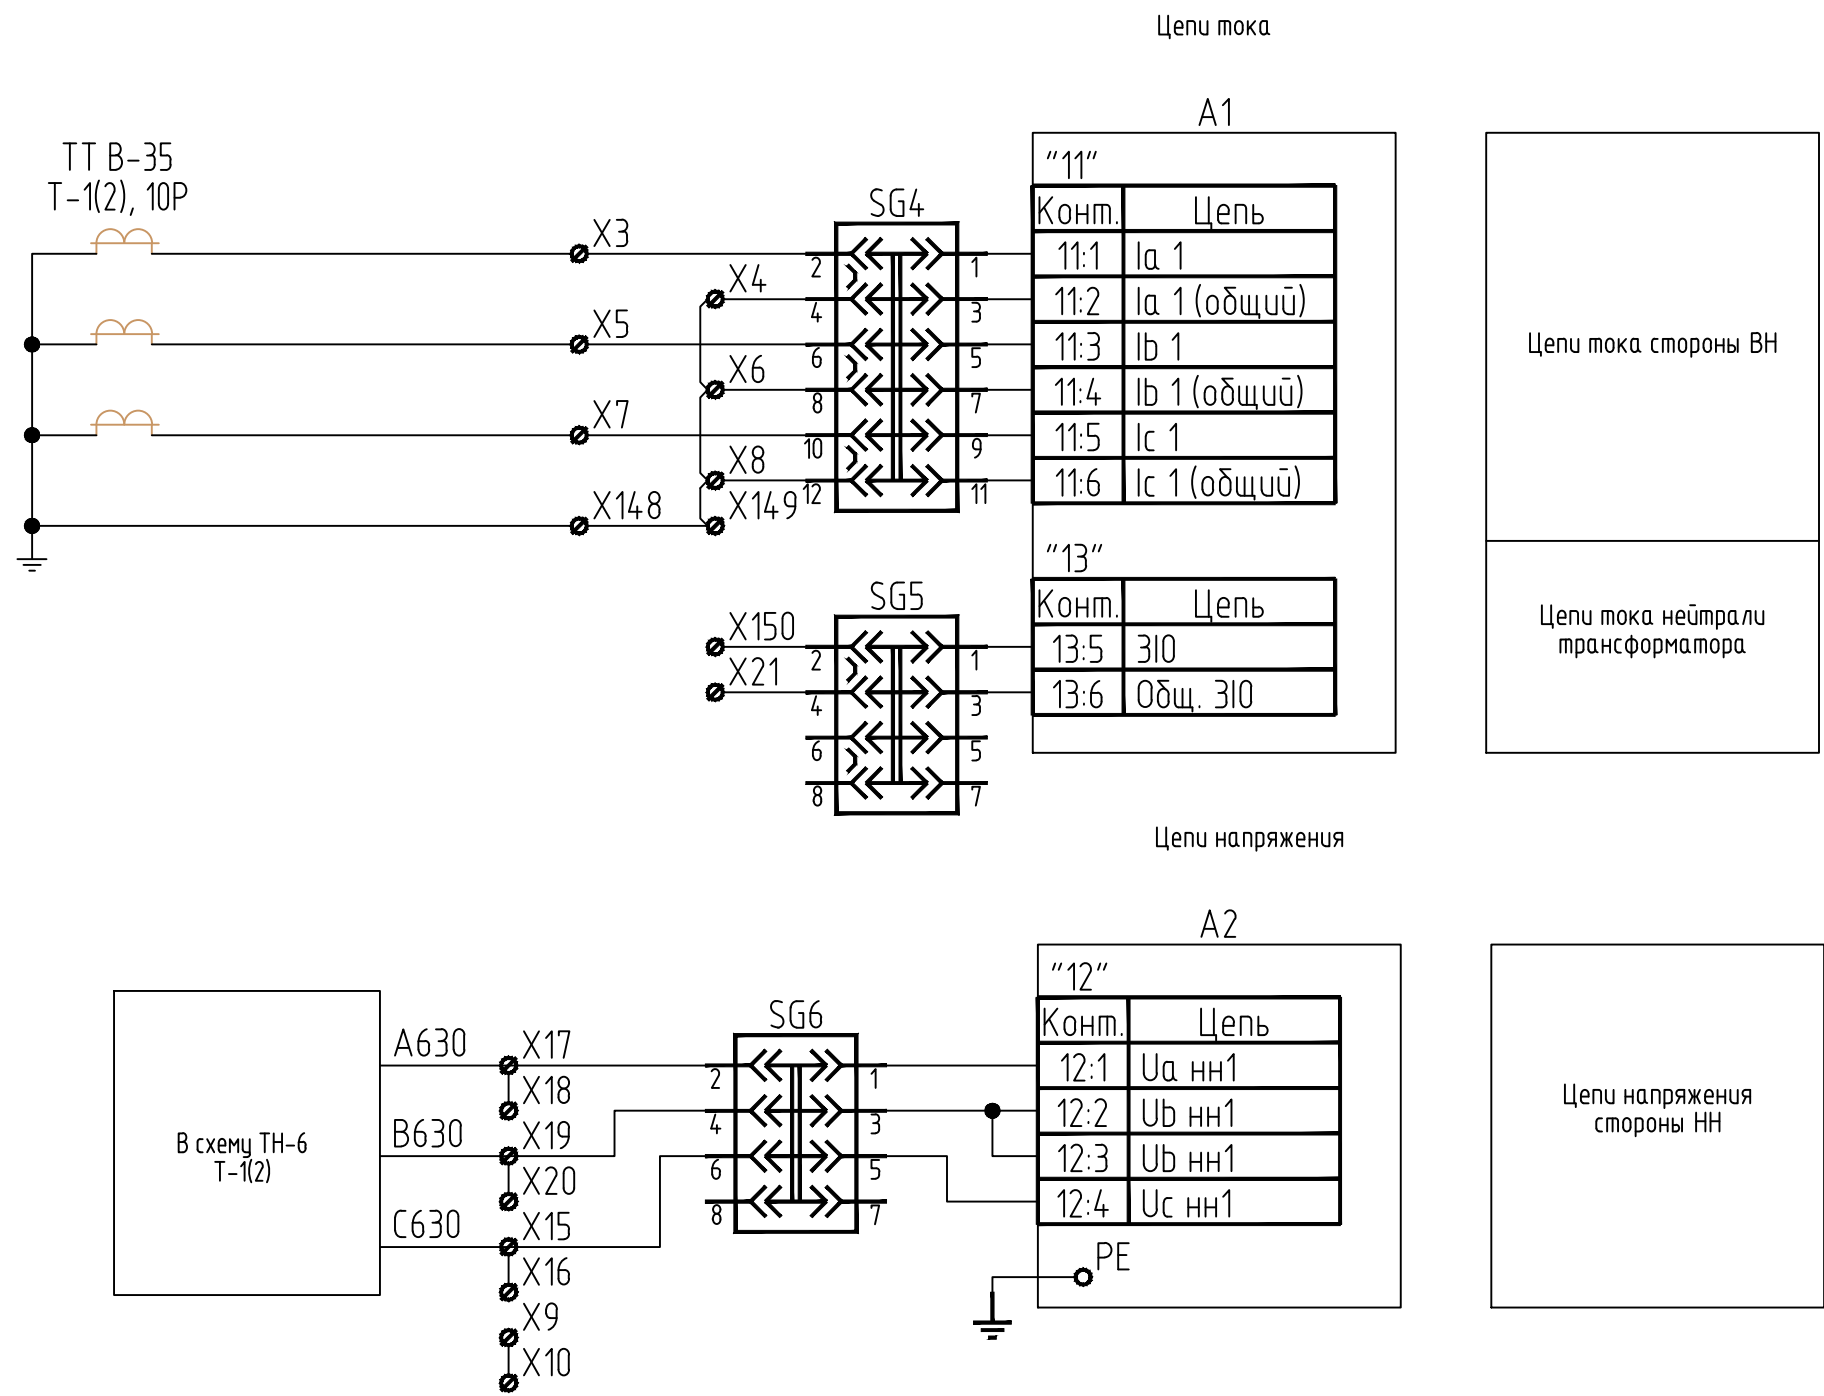 Цепи тока
А1
ТТ В-35
Т-1(2), 10Р
"11"
SG4
Конт. Цепь
X3
2 1 11:1 Ia 1
X4
4 3 11:2 Ia 1 (общий)
X5
6 5 11:3 Ib 1
Цепи тока стороны ВН
X6
8 7 11:4 Ib 1 (общий)
X7
10 9 11:5 Ic 1
X8
12 11 11:6 Ic 1 (общий)
X148 X149
"13"
SG5
Конт. Цепь
X150
2 1 13:5 3I0
Цепи тока нейтрали
трансформатора
X21
4 3 13:6 Общ. 3I0
6 5
8 7
Цепи напряжения
А2
"12"
SG6
Конт. Цепь
A630 X17
2 1 12:1 Ua нн1
X18
4 3 12:2 Ub нн1
Цепи напряжения
стороны НН
В схему ТН-6
Т-1(2)
B630 X19
6 5 12:3 Ub нн1
X20
8 7 12:4 Uc нн1
C630 X15
X16
PE
X9
X10